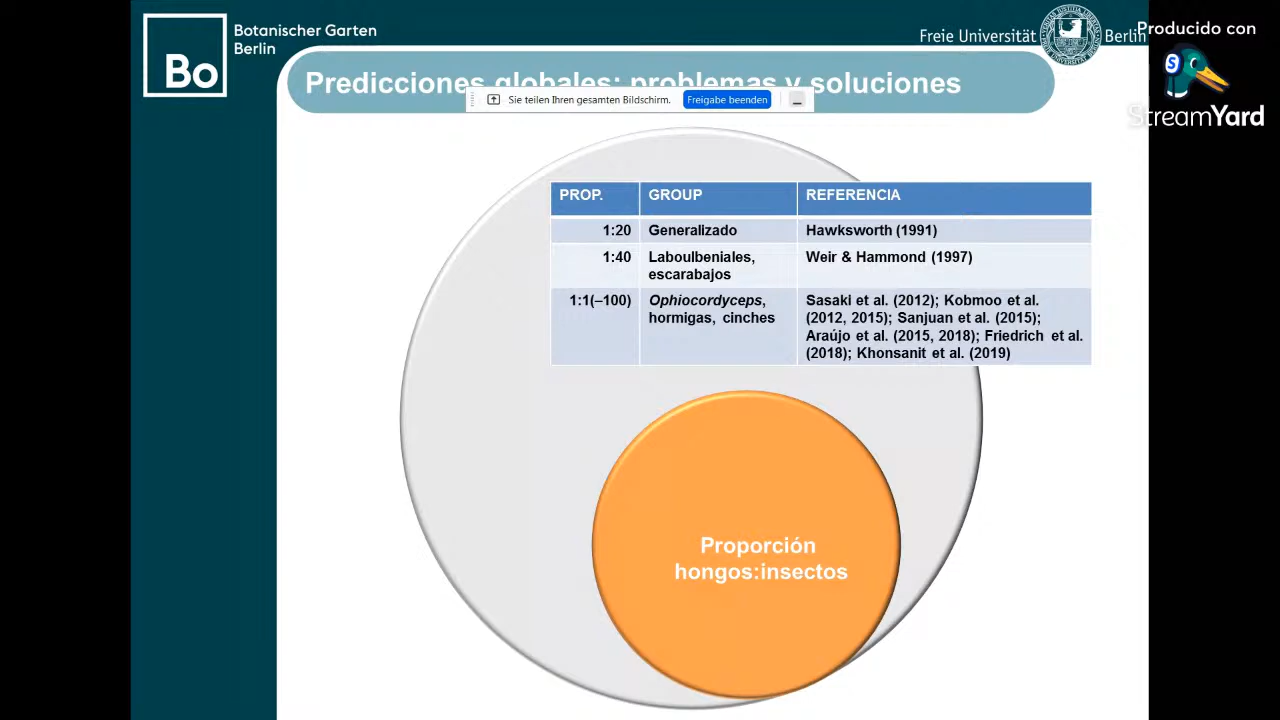 Botanischer Garten
Berlin
Bo
Freie Universität Berlin
Producido con
StreamYard
Predicciones globales: problemas y soluciones
Sie teilen Ihren gesamten Bildschirm. Freigabe beenden
PROP. GROUP REFERENCIA
1:20 Generalizado Hawksworth (1991)
1:40 Laboulbeniales, Weir & Hammond (1997)
escarabajos
1:1(–100) Ophiocordyceps, Sasaki et al. (2012); Kobmoo et al.
hormigas, cinches (2012, 2015); Sanjuan et al. (2015);
Araújo et al. (2015, 2018); Friedrich et al.
(2018); Khonsanit et al. (2019)
Proporción
hongos:insectos